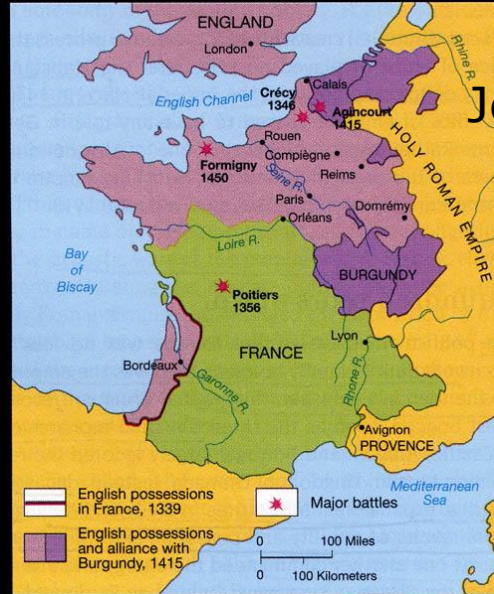 ENGLAND
London
Rhine R.
English Channel
Calais
Crécy
1346
Agincourt
1415
Je
Rouen
Formigny
1450
Compiègne
Reims
HOLY ROMAN EMPIRE
Seine R.
Paris
Domrémy
Orléans
Loire R.
Bay
of
Biscay
BURGUNDY
Poitiers
1356
Lyon
FRANCE
Bordeaux
Garonne R.
Rhone R.
Avignon
PROVENCE
Mediterranean
Sea
English possessions
in France, 1339
Major battles
English possessions
and alliance with
Burgundy, 1415
0 100 Miles
0 100 Kilometers